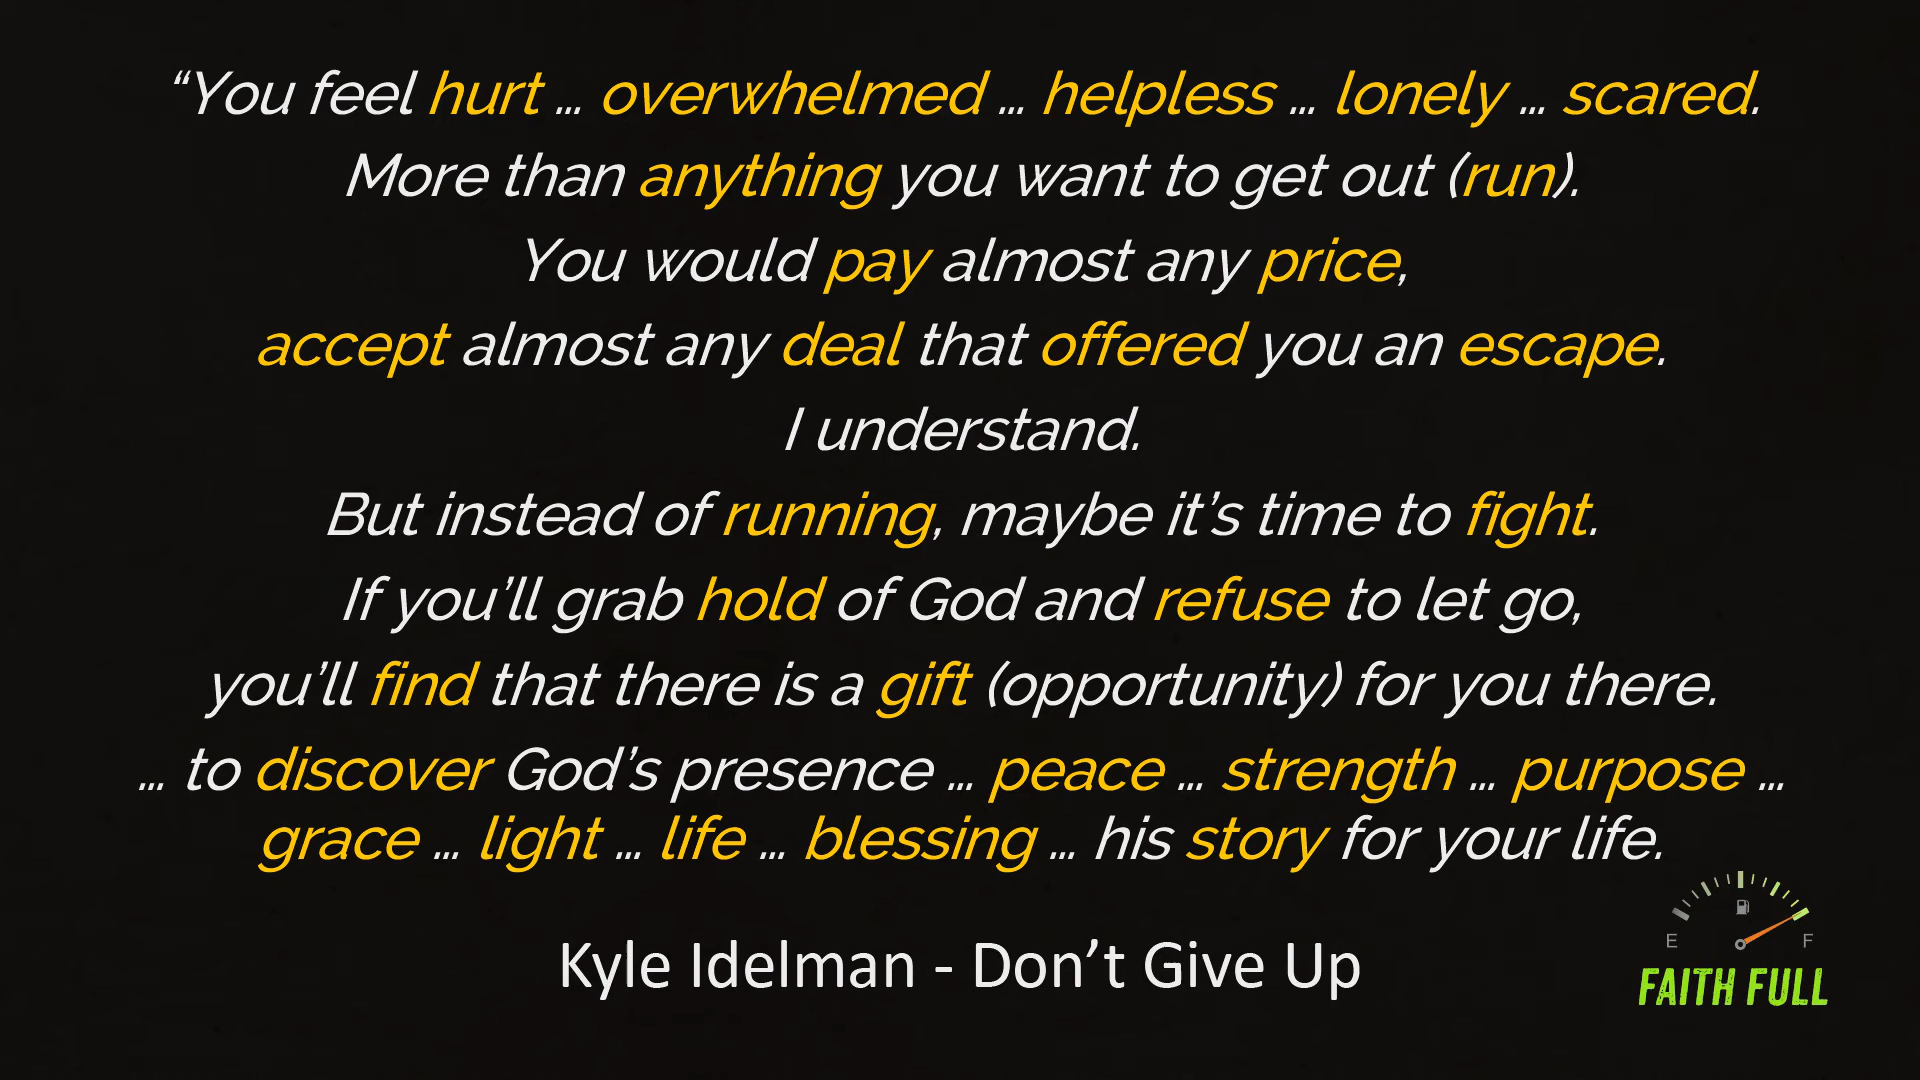 “You feel hurt … overwhelmed … helpless … lonely … scared.
More than anything you want to get out (run).
You would pay almost any price,
accept almost any deal that offered you an escape.
I understand.
But instead of running, maybe it’s time to fight.
If you’ll grab hold of God and refuse to let go,
you’ll find that there is a gift (opportunity) for you there.
… to discover God’s presence … peace … strength … purpose …
grace … light … life … blessing … his story for your life.
Kyle Idelman - Don’t Give Up
E F
FAITH FULL